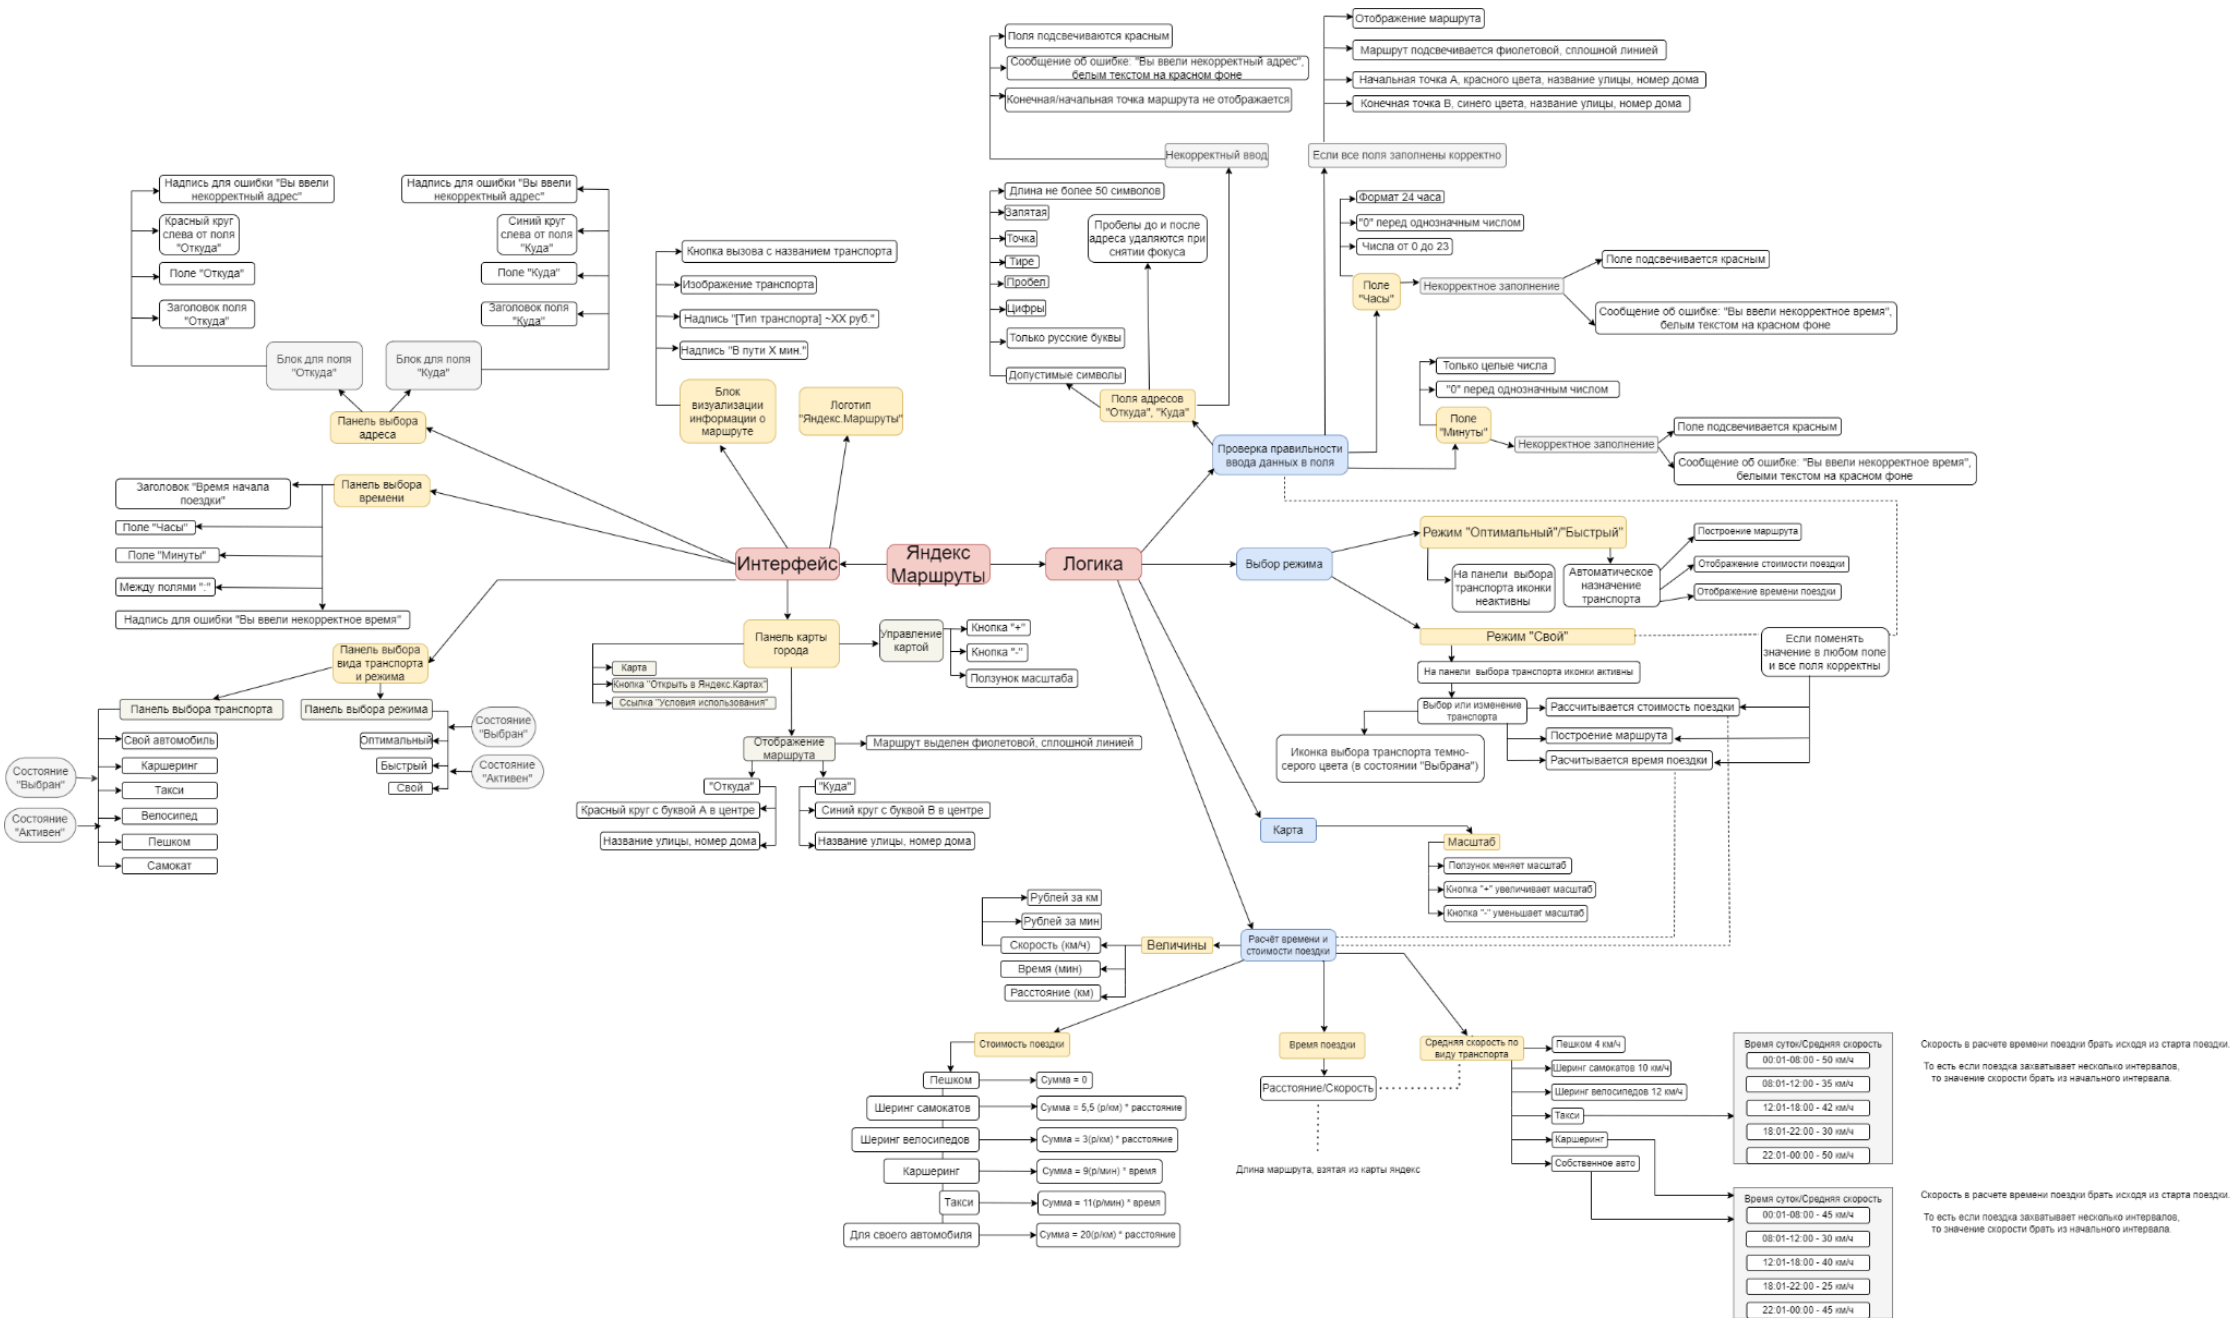 Отображение маршрута
Поля подсвечиваются красным
Маршрут подсвечивается фиолетовой, сплошной линией
Сообщение об ошибке: "Вы ввели некорректный адрес",
белым текстом на красном фоне
Начальная точка А, красного цвета, название улицы, номер дома
Конечная/начальная точка маршрута не отображается
Конечная точка В, синего цвета, название улицы, номер дома
Некорректный ввод
Если все поля заполнены корректно
Надпись для ошибки "Вы ввели
некорректный адрес"
Красный круг
слева от поля
"Откуда"
Поле "Откуда"
Заголовок поля
"Откуда"
Блок для поля
"Откуда"
Надпись для ошибки "Вы ввели
некорректный адрес"
Синий круг
слева от поля
"Куда"
Поле "Куда"
Заголовок поля
"Куда"
Блок для поля
"Куда"
Панель выбора
адреса
Кнопка вызова с названием транспорта
Изображение транспорта
Надпись "[Тип транспорта] ~XX руб."
Надпись "В пути X мин."
Блок
визуализации
информации о
маршруте
Логотип
"Яндекс.Маршруты"
Длина не более 50 символов
Запятая
Точка
Тире
Пробел
Цифры
Только русские буквы
Допустимые символы
Пробелы до и после
адреса удаляются при
снятии фокуса
Поля адресов
"Откуда", "Куда"
Формат 24 часа
"0" перед однозначным числом
Числа от 0 до 23
Поле
"Часы"
Некорректное заполнение
Поле подсвечивается красным
Сообщение об ошибке: "Вы ввели некорректное время",
белым текстом на красном фоне
Только целые числа
"0" перед однозначным числом
Поле
"Минуты"
Некорректное заполнение
Поле подсвечивается красным
Сообщение об ошибке: "Вы ввели некорректное время",
белыми текстом на красном фоне
Проверка правильности
ввода данных в поля
Панель выбора
времени
Заголовок "Время начала
поездки"
Поле "Часы"
Поле "Минуты"
Между полями ":"
Надпись для ошибки "Вы ввели некорректное время"
Интерфейс
Яндекс
Маршруты
Логика
Выбор режима
Режим "Оптимальный"/"Быстрый"
На панели выбора
транспорта иконки
неактивны
Автоматическое
назначение
транспорта
Построение маршрута
Отображение стоимости поездки
Отображение времени поездки
Режим "Свой"
На панели выбора транспорта иконки активны
Выбор или изменение
транспорта
Иконка выбора транспорта темно-
серого цвета (в состоянии "Выбрана")
Рассчитывается стоимость поездки
Построение маршрута
Расчитывается время поездки
Если поменять
значение в любом поле
и все поля корректны
Панель выбора
вида транспорта
и режима
Панель выбора транспорта
Свой автомобиль
Каршеринг
Такси
Велосипед
Пешком
Самокат
Состояние
"Выбран"
Состояние
"Активен"
Панель выбора режима
Оптимальный
Быстрый
Свой
Состояние
"Выбран"
Состояние
"Активен"
Панель карты
города
Карта
Кнопка "Открыть в Яндекс.Картах"
Ссылка "Условия использования"
Управление
картой
Кнопка "+"
Кнопка "-"
Ползунок масштаба
Отображение
маршрута
Маршрут выделен фиолетовой, сплошной линией
"Откуда"
Красный круг с буквой А в центре
Название улицы, номер дома
"Куда"
Синий круг с буквой В в центре
Название улицы, номер дома
Карта
Масштаб
Ползунок меняет масштаб
Кнопка "+" увеличивает масштаб
Кнопка "-" уменьшает масштаб
Расчёт времени и
стоимости поездки
Величины
Рублей за км
Рублей за мин
Скорость (км/ч)
Время (мин)
Расстояние (км)
Стоимость поездки
Пешком
Сумма = 0
Шеринг самокатов
Сумма = 5,5 (р/км) * расстояние
Шеринг велосипедов
Сумма = 3(р/км) * расстояние
Каршеринг
Сумма = 9(р/мин) * время
Такси
Сумма = 11(р/мин) * время
Для своего автомобиля
Сумма = 20(р/км) * расстояние
Время поездки
Расстояние/Скорость
Длина маршрута, взятая из карты яндекс
Средняя скорость по
виду транспорта
Пешком 4 км/ч
Шеринг самокатов 10 км/ч
Шеринг велосипедов 12 км/ч
Такси
Каршеринг
Собственное авто
Время суток/Средняя скорость
00:01-08:00 - 50 км/ч
08:01-12:00 - 35 км/ч
12:01-18:00 - 42 км/ч
18:01-22:00 - 30 км/ч
22:01-00:00 - 50 км/ч
Скорость в расчете времени поездки брать исходя из старта поездки.
То есть если поездка захватывает несколько интервалов,
то значение скорости брать из начального интервала.
Время суток/Средняя скорость
00:01-08:00 - 45 км/ч
08:01-12:00 - 30 км/ч
12:01-18:00 - 40 км/ч
18:01-22:00 - 25 км/ч
22:01-00:00 - 45 км/ч
Скорость в расчете времени поездки брать исходя из старта поездки.
То есть если поездка захватывает несколько интервалов,
то значение скорости брать из начального интервала.